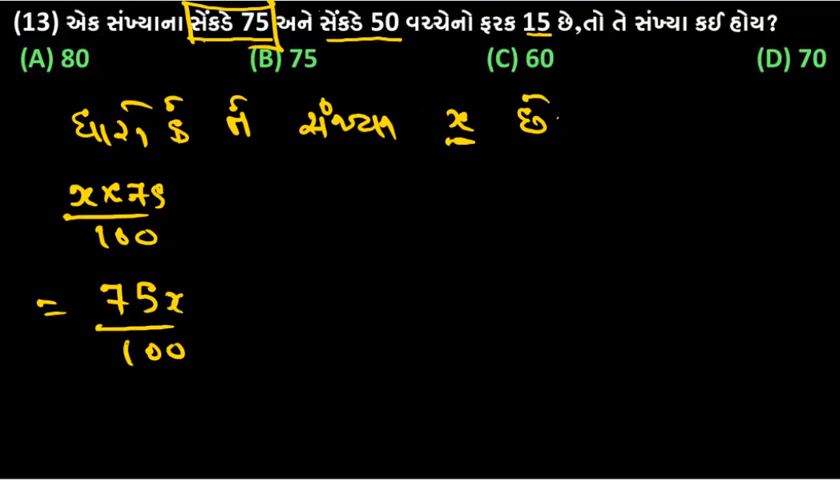 (13) એક સંખ્યાના સેંકડે 75 અને સેંકડે 50 વચ્ચેનો ફરક 15 છે,તો તે સંખ્યા કઈ હોય?
(A) 80 (B) 75 (C) 60 (D) 70
ધારો કે તે સંખ્યા x છે
x×75
100
= 75x
100